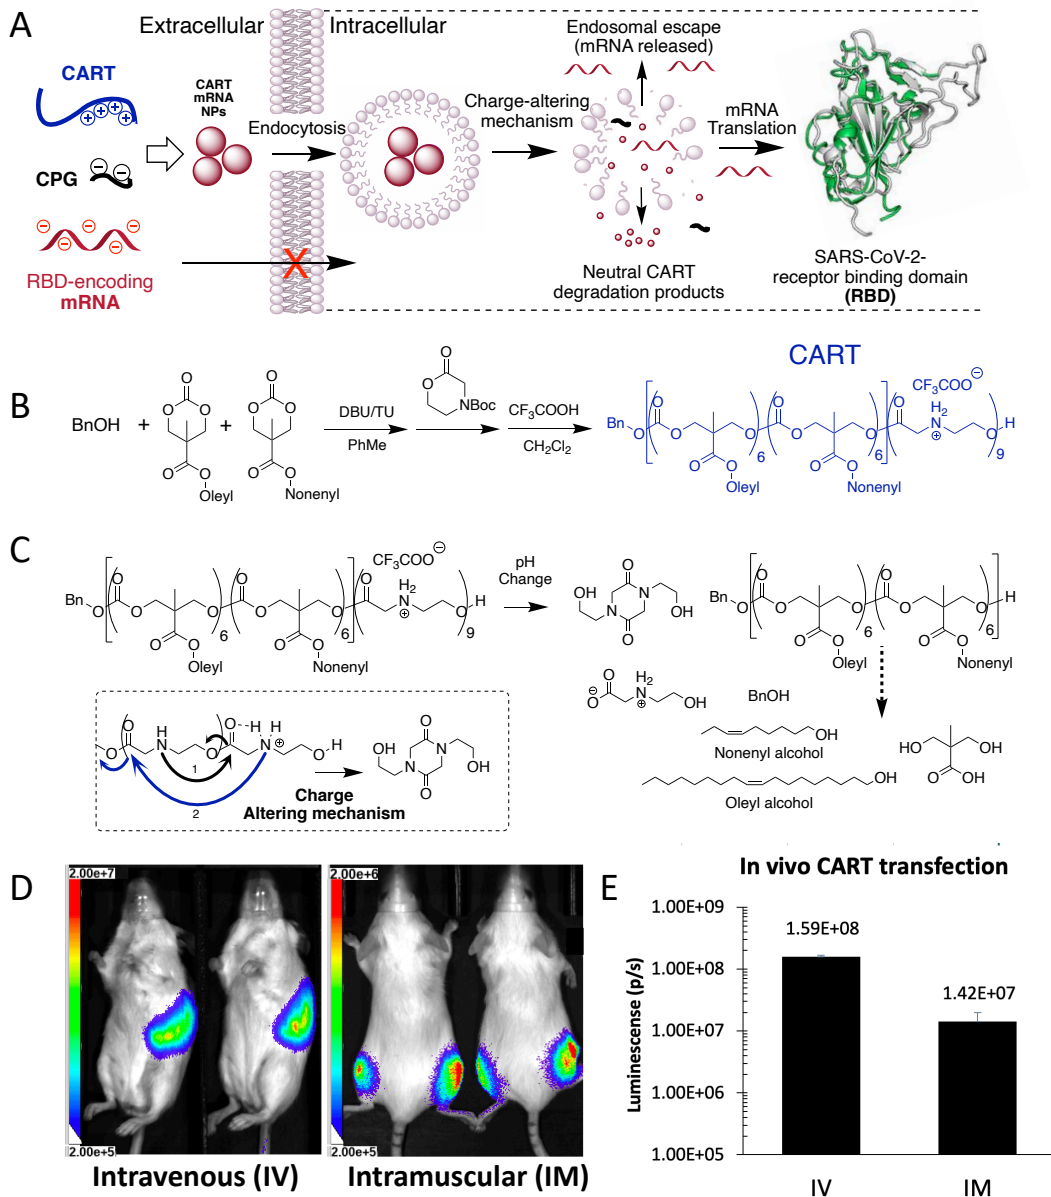 A
Extracellular
Intracellular
CART
CPG
RBD-encoding
mRNA
CART
mRNA
NPs
Endocytosis
X
Charge-altering
mechanism
Endosomal escape
(mRNA released)
Neutral CART
degradation products
mRNA
Translation
SARS-CoV-2-
receptor binding domain
(RBD)
B
BnOH
+
+
O
O O
O
O
Oleyl
O
O O
O
O
Nonenyl
DBU/TU
PhMe
O
O
NBoc
CF₃COOH
CH₂Cl₂
CART
CF₃COO⊖
Bn O O O O O O O O H
O
O
Oleyl
6
O
O
Nonenyl
6
H₂
N
⊕
9
C
CF₃COO⊖
Bn O O O O O O O O H
O
O
Oleyl
6
O
O
Nonenyl
6
H₂
N
⊕
9
pH
Change
OH
O
N
N
O
OH
Bn O O O O O O H
O
O
Oleyl
6
O
O
Nonenyl
6
O
⊖O
H₂
N
⊕
OH
BnOH
OH
Nonenyl alcohol
OH
Oleyl alcohol
HO OH
O OH
O H O H H
O N O N⊕ O H
1
2
Charge
Altering mechanism
HO
O
N
N
O
OH
D
2.00e+7
2.00e+5
Intravenous (IV)
2.00e+6
2.00e+5
Intramuscular (IM)
E
In vivo CART transfection
Luminescense (p/s)
1.00E+09
1.00E+08
1.00E+07
1.00E+06
1.00E+05
1.59E+08
1.42E+07
IV
IM